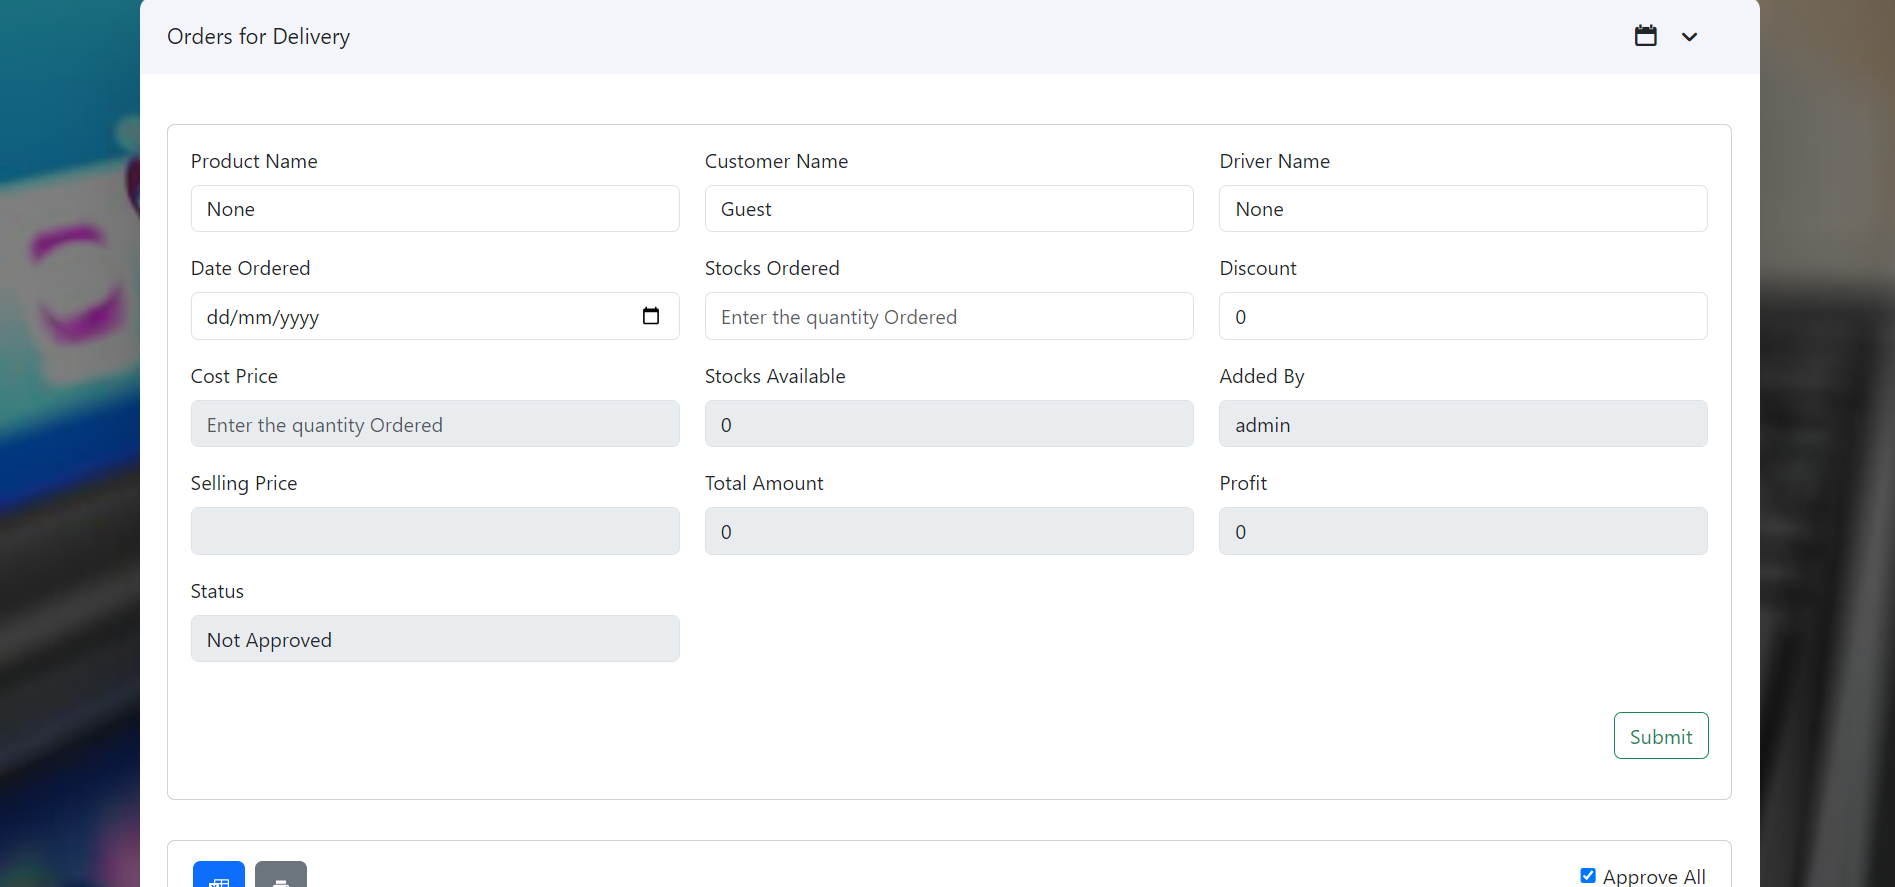 Orders for Delivery
Product Name
Customer Name
Driver Name
None
Guest
None
Date Ordered
Stocks Ordered
Discount
dd/mm/yyyy
Enter the quantity Ordered
0
Cost Price
Stocks Available
Added By
Enter the quantity Ordered
0
admin
Selling Price
Total Amount
Profit
0
0
Status
Not Approved
Submit
Approve All